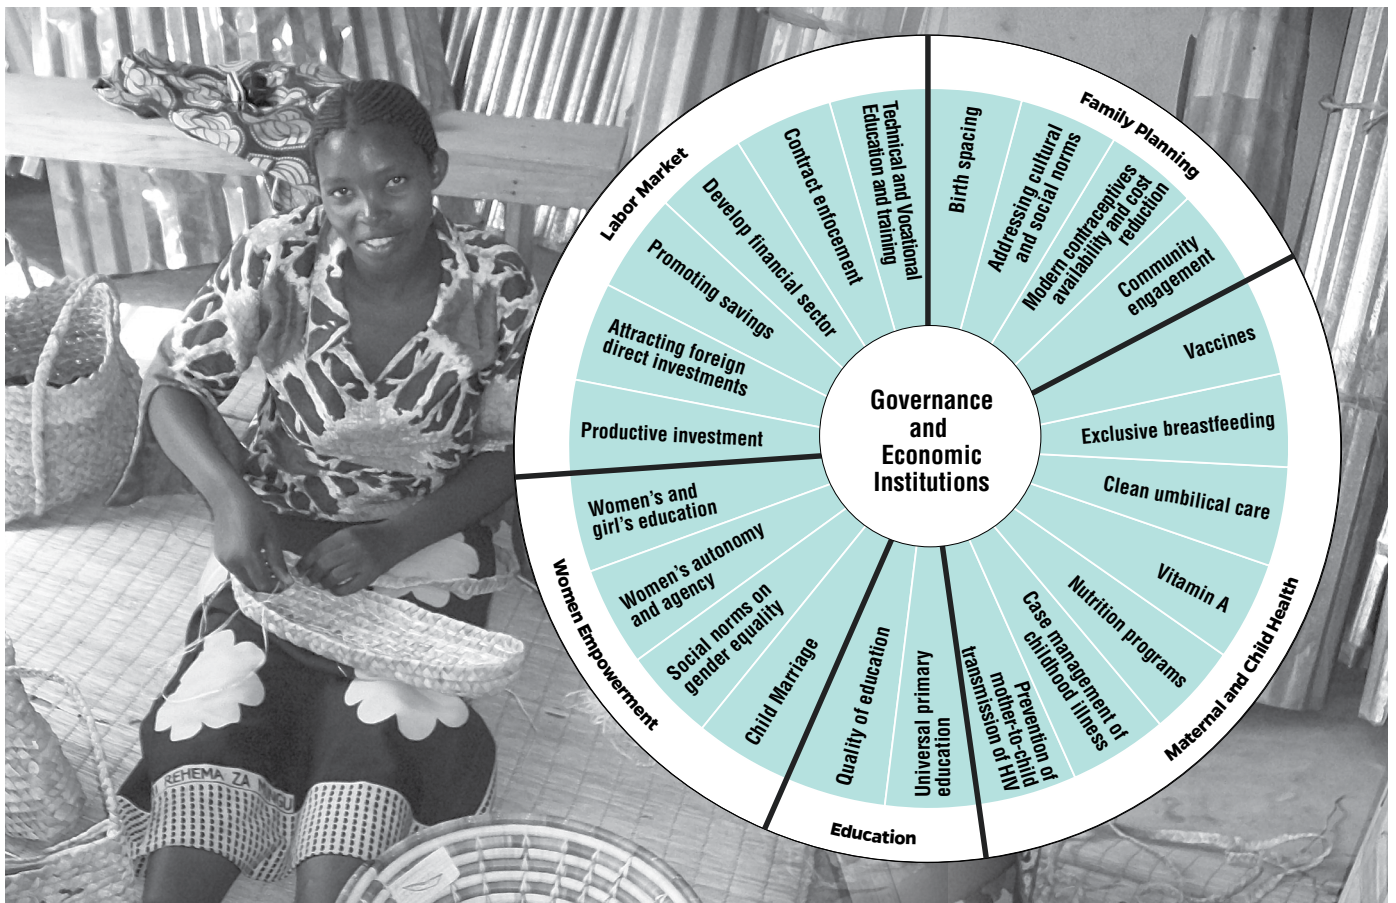 Family Planning
Birth spacing
Addressing cultural
and social norms
Modern contraceptives
availability and cost
reduction
Community
engagement
Maternal and Child Health
Vaccines
Exclusive breastfeeding
Clean umbilical care
Vitamin A
Nutrition programs
Case management of
childhood illness
Prevention of
mother-to-child
transmission of HIV
Education
Universal primary
education
Quality of education
Women Empowerment
Child Marriage
Social norms on
gender equality
Women's autonomy
and agency
Women's and
girl's education
Labor Market
Productive investment
Attracting foreign
direct investments
Promoting savings
Develop financial sector
Contract enfocement
Technical and Vocational
Education and training
Governance
and
Economic
Institutions
REHEMA ZA